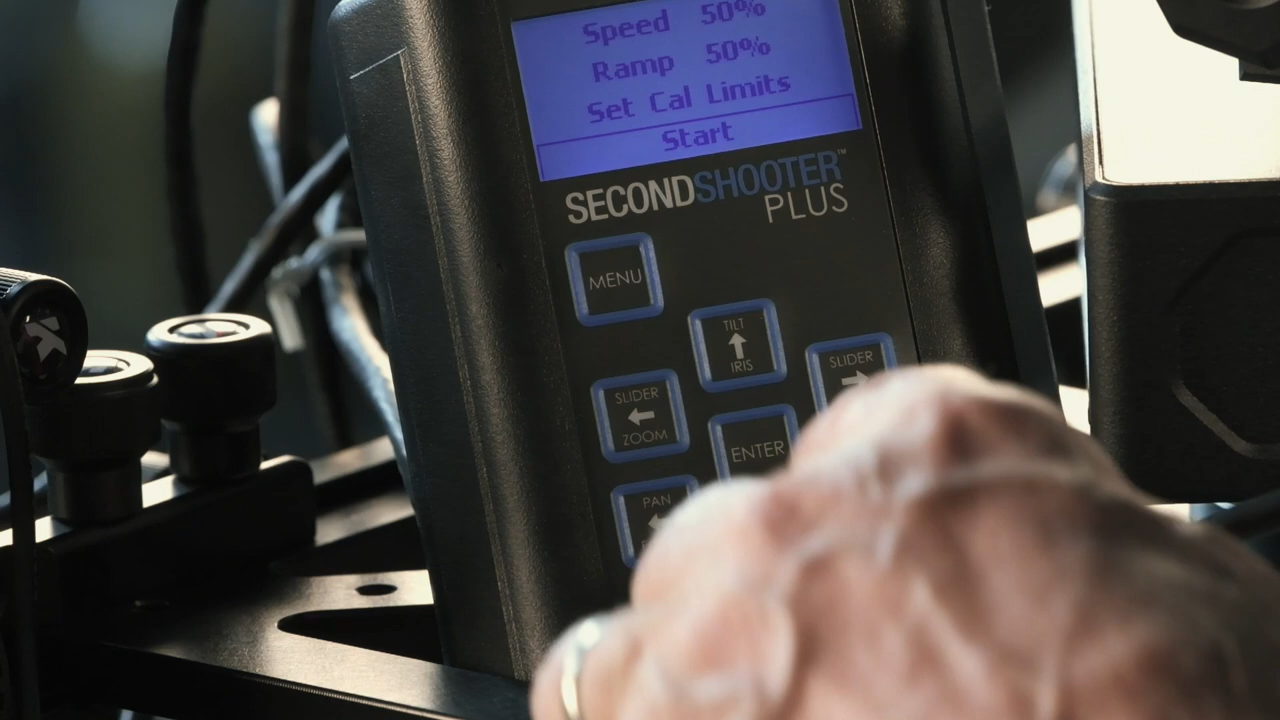 Speed 50%
Ramp 50%
Set Cal Limits
Start
SECONDSHOOTER™
PLUS
MENU
TILT
IRIS
SLIDER
SLIDER
ZOOM
ENTER
PAN